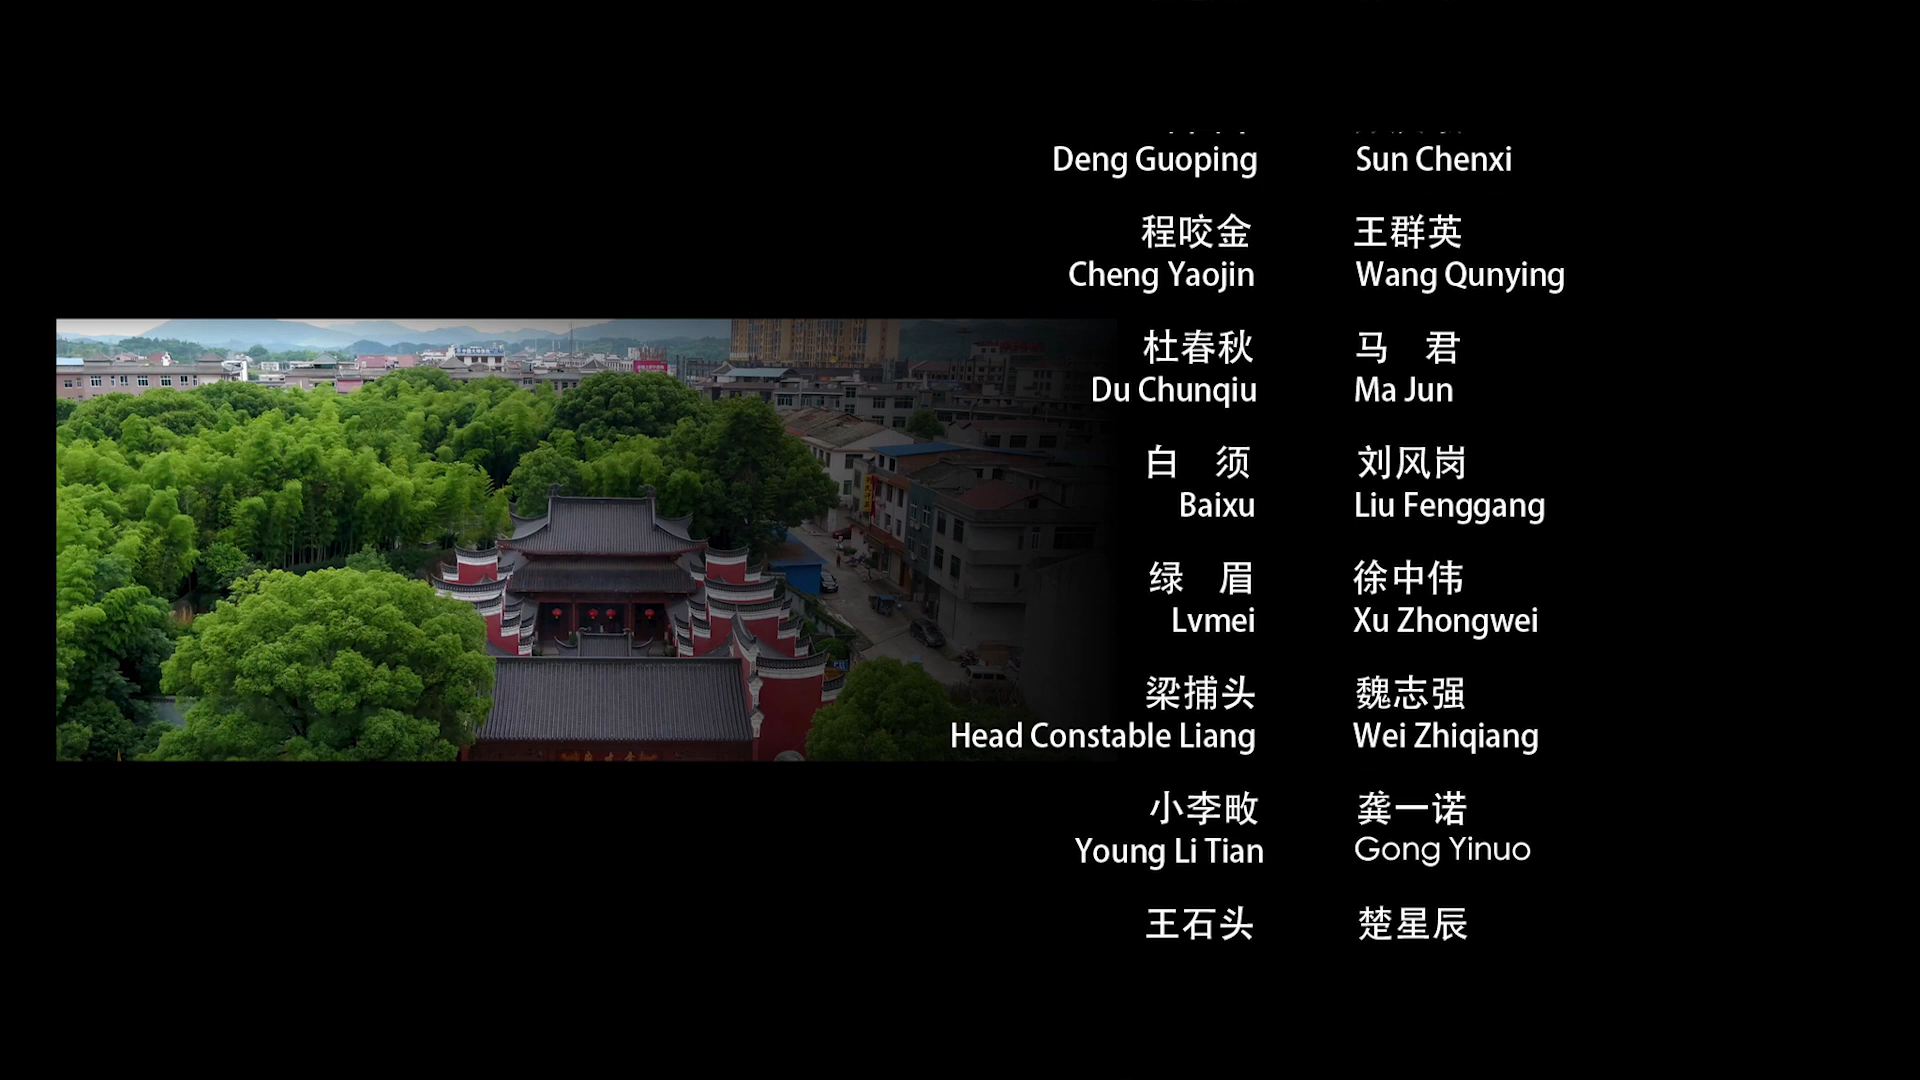 Deng Guoping Sun Chenxi
程咬金 王群英
Cheng Yaojin Wang Qunying
杜春秋 马 君
Du Chunqiu Ma Jun
白 须 刘风岗
Baixu Liu Fenggang
绿 眉 徐中伟
Lvmei Xu Zhongwei
梁捕头 魏志强
Head Constable Liang Wei Zhiqiang
小李畋 龚一诺
Young Li Tian Gong Yinuo
王石头 楚星辰